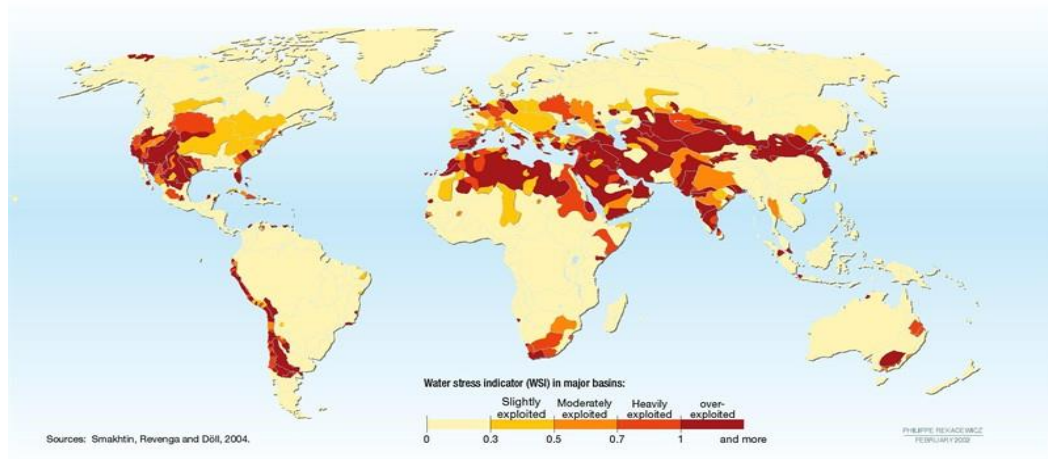 Water stress indicator (WSI) in major basins:
Slightly exploited
Moderately exploited
Heavily exploited
over-exploited
0 0.3 0.5 0.7 1 and more
Sources: Smakhtin, Revenga and Döll, 2004.
PHILIPPE REKACEWICZ
FEBRUARY 2002